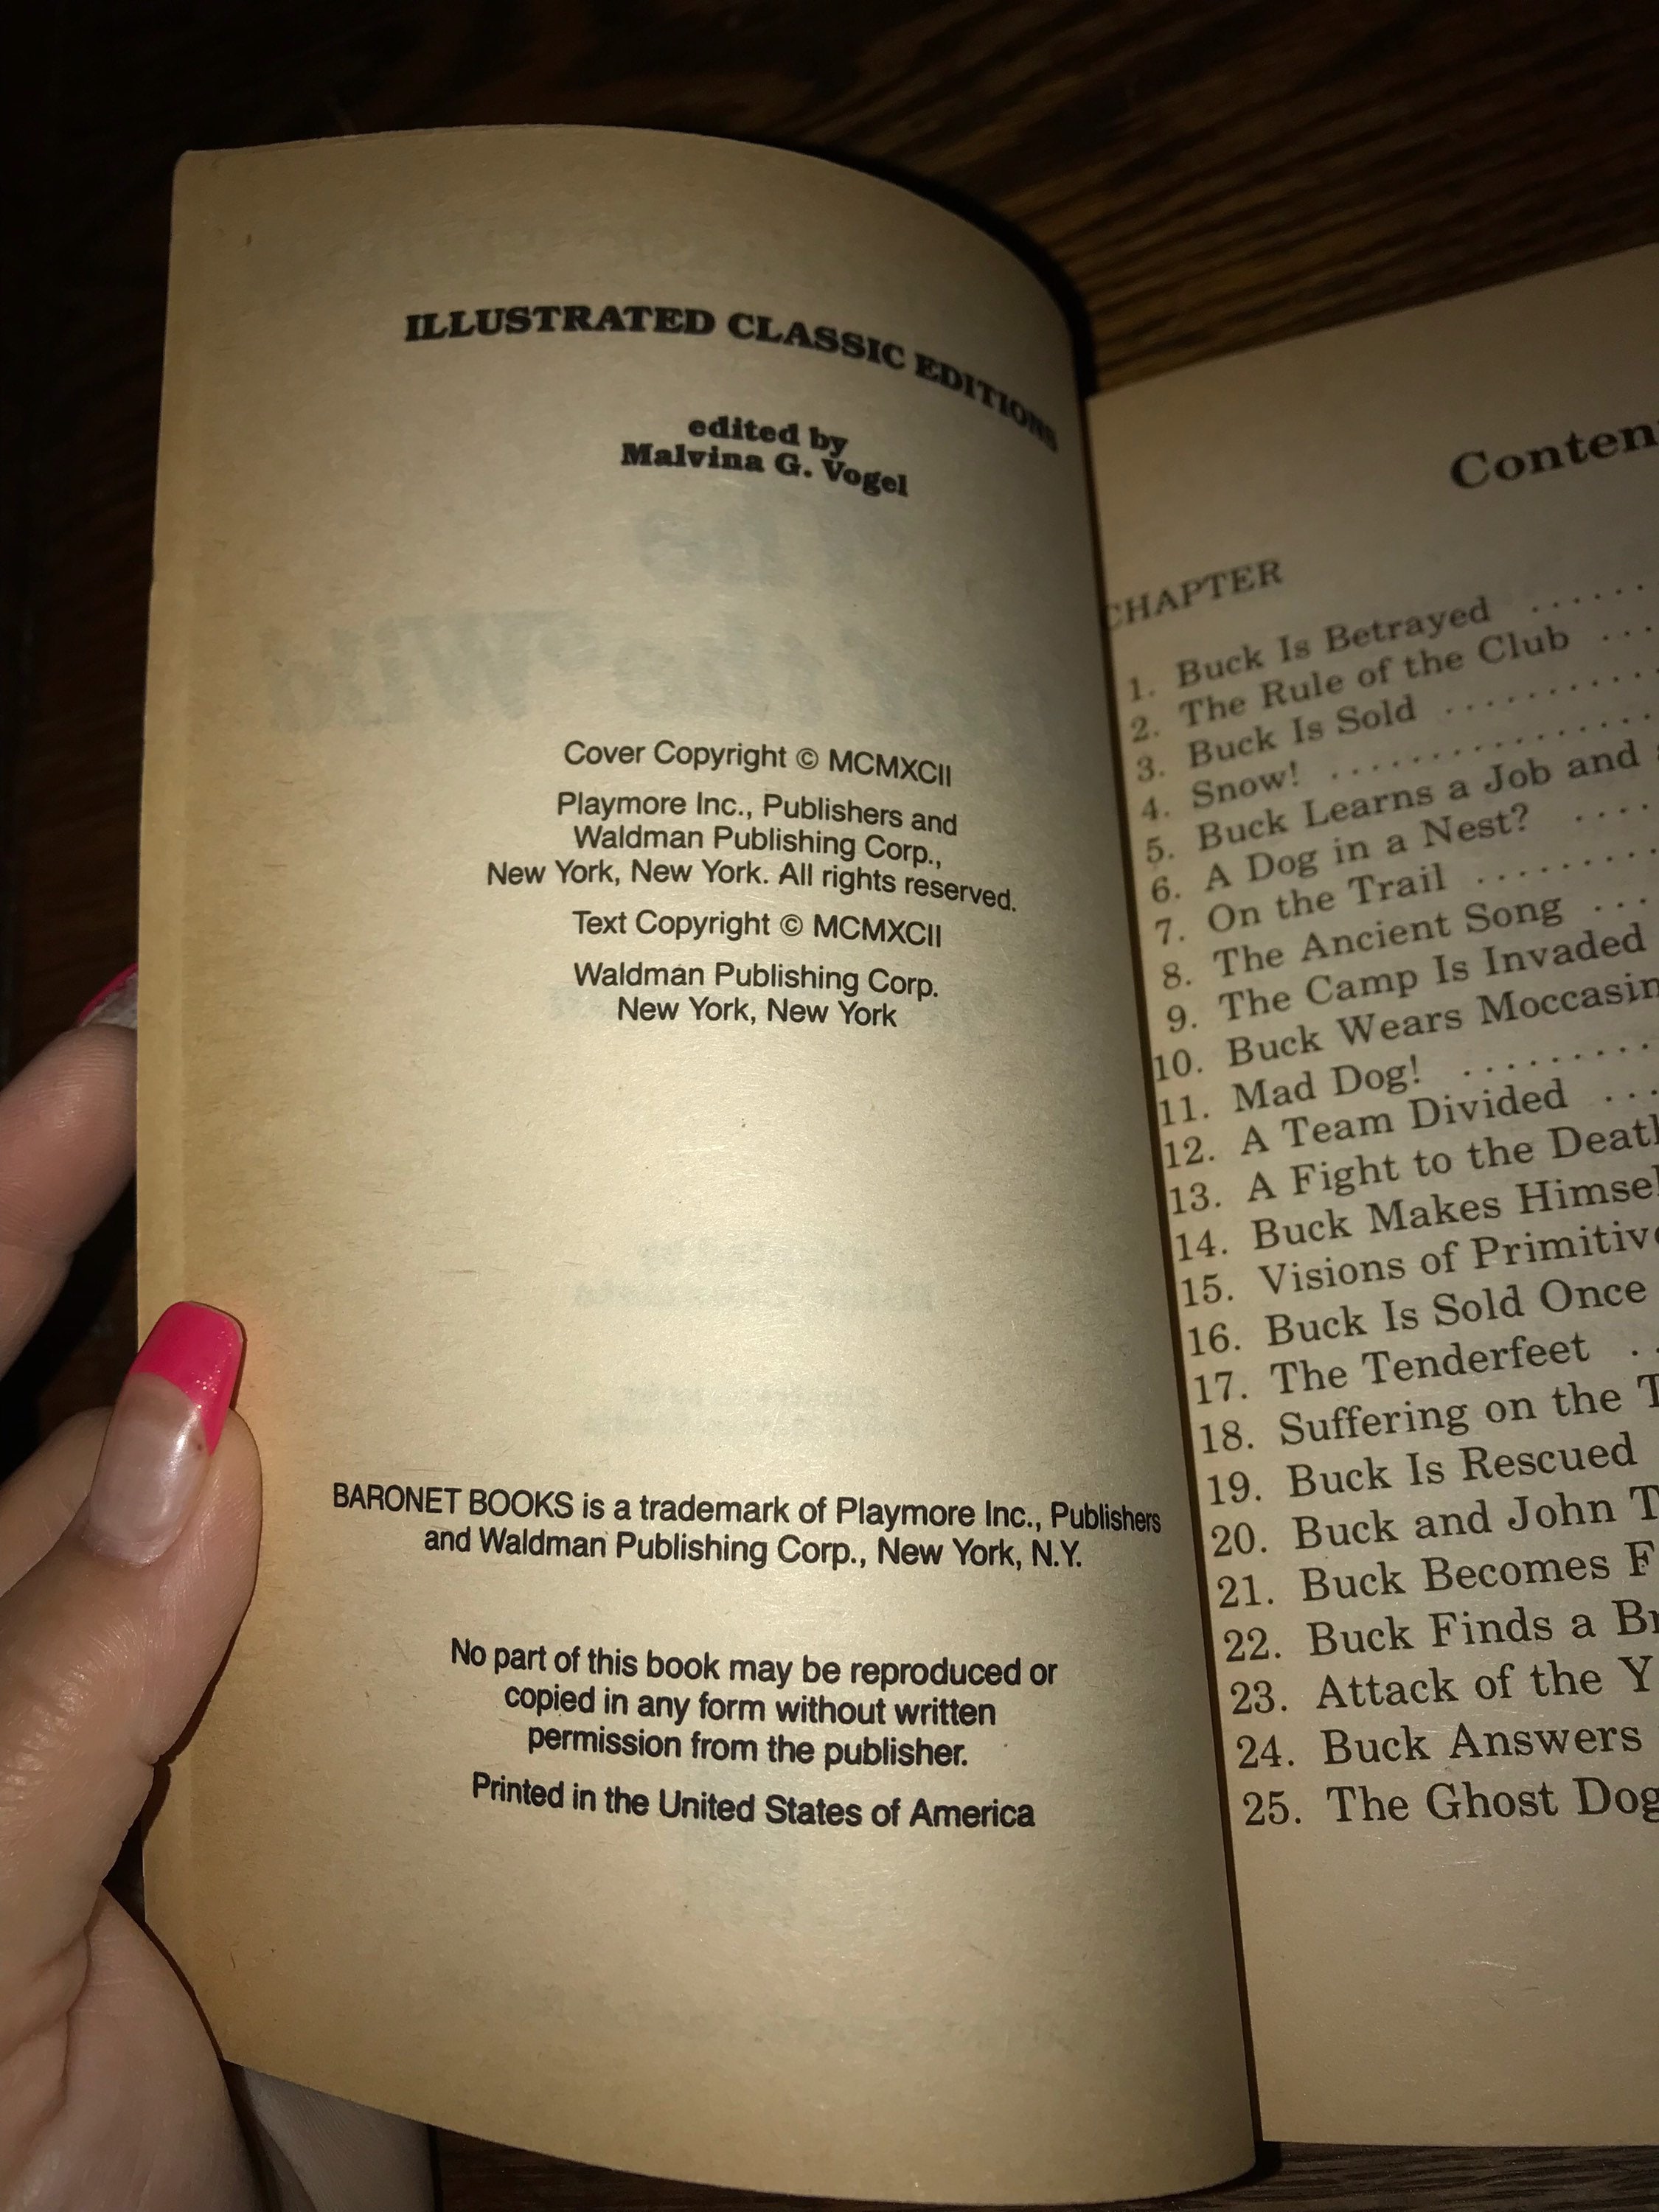 ILLUSTRATED CLASSIC EDITIONS
edited by
Malvina G. Vogel
Cover Copyright © MCMXCII
Playmore Inc., Publishers and
Waldman Publishing Corp.,
New York, New York. All rights reserved.
Text Copyright © MCMXCII
Waldman Publishing Corp.
New York, New York
BARONET BOOKS is a trademark of Playmore Inc., Publishers
and Waldman Publishing Corp., New York, N.Y.
No part of this book may be reproduced or
copied in any form without written
permission from the publisher.
Printed in the United States of America
Conten
CHAPTER
1. Buck Is Betrayed ......
2. The Rule of the Club ...
3. Buck Is Sold ..........
4. Snow! ...............
5. Buck Learns a Job and
6. A Dog in a Nest? ....
7. On the Trail ........
8. The Ancient Song ...
9. The Camp Is Invaded
10. Buck Wears Moccasin
11. Mad Dog! .........
12. A Team Divided ...
13. A Fight to the Death
14. Buck Makes Himsel
15. Visions of Primitive
16. Buck Is Sold Once
17. The Tenderfeet ..
18. Suffering on the T
19. Buck Is Rescued
20. Buck and John T
21. Buck Becomes F
22. Buck Finds a Br
23. Attack of the Y
24. Buck Answers
25. The Ghost Dog